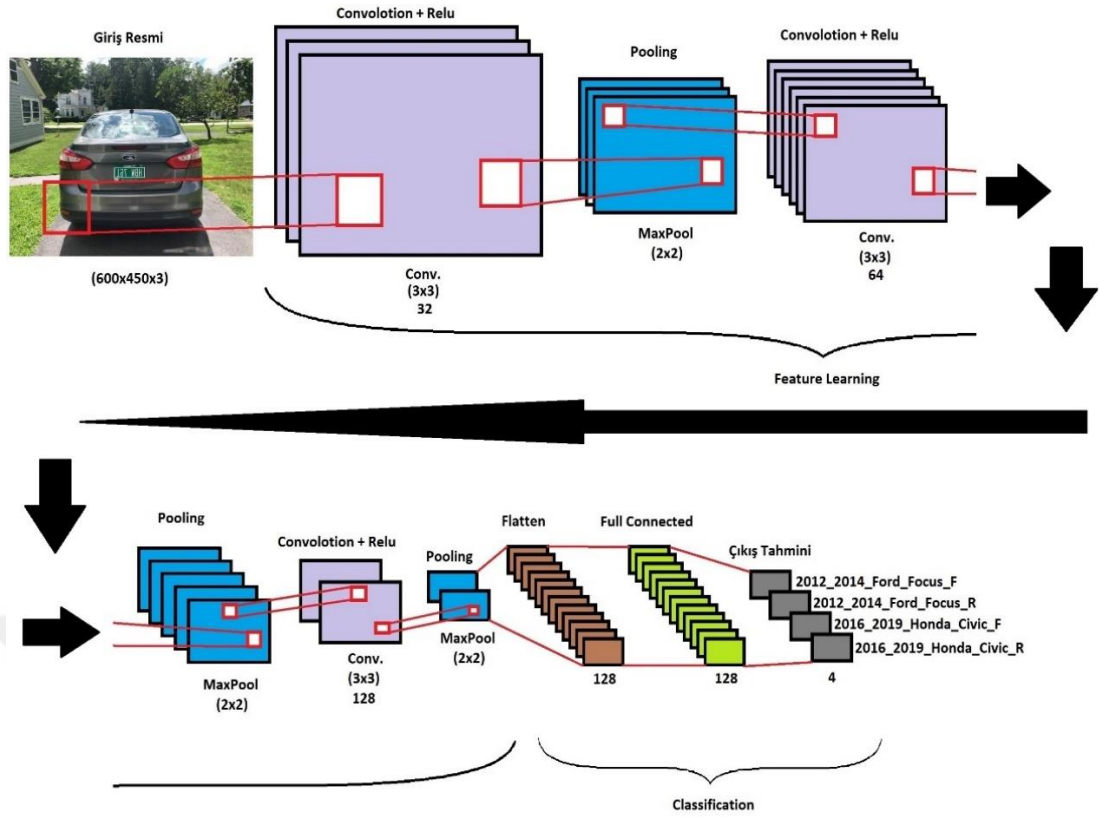 Giriş Resmi
(600x450x3)
Convolotion + Relu
Conv.
(3x3)
32
Pooling
MaxPool
(2x2)
Convolotion + Relu
Conv.
(3x3)
64
Feature Learning
Pooling
MaxPool
(2x2)
Convolotion + Relu
Conv.
(3x3)
128
Pooling
MaxPool
(2x2)
Flatten
128
Full Connected
128
Çıkış Tahmini
2012_2014_Ford_Focus_F
2012_2014_Ford_Focus_R
2016_2019_Honda_Civic_F
2016_2019_Honda_Civic_R
4
Classification